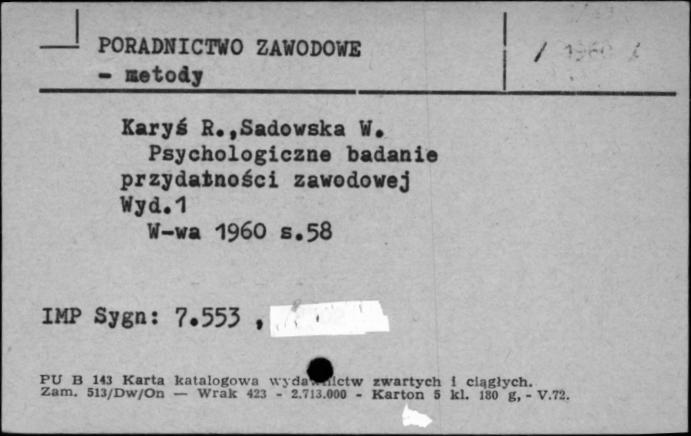 PORADNICTWO ZAWODOWE / 1960 /
- metody
Karyś R.,Sadowska W.
Psychologiczne badanie
przydatności zawodowej
Wyd.1
W-wa 1960 s.58
IMP Sygn: 7.553 ,
PU B 143 Karta katalogowa wydawnictw zwartych i ciągłych.
Zam. 513/Dw/On — Wrak 423 - 2.713.000 - Karton 5 kl. 180 g, - V.72.